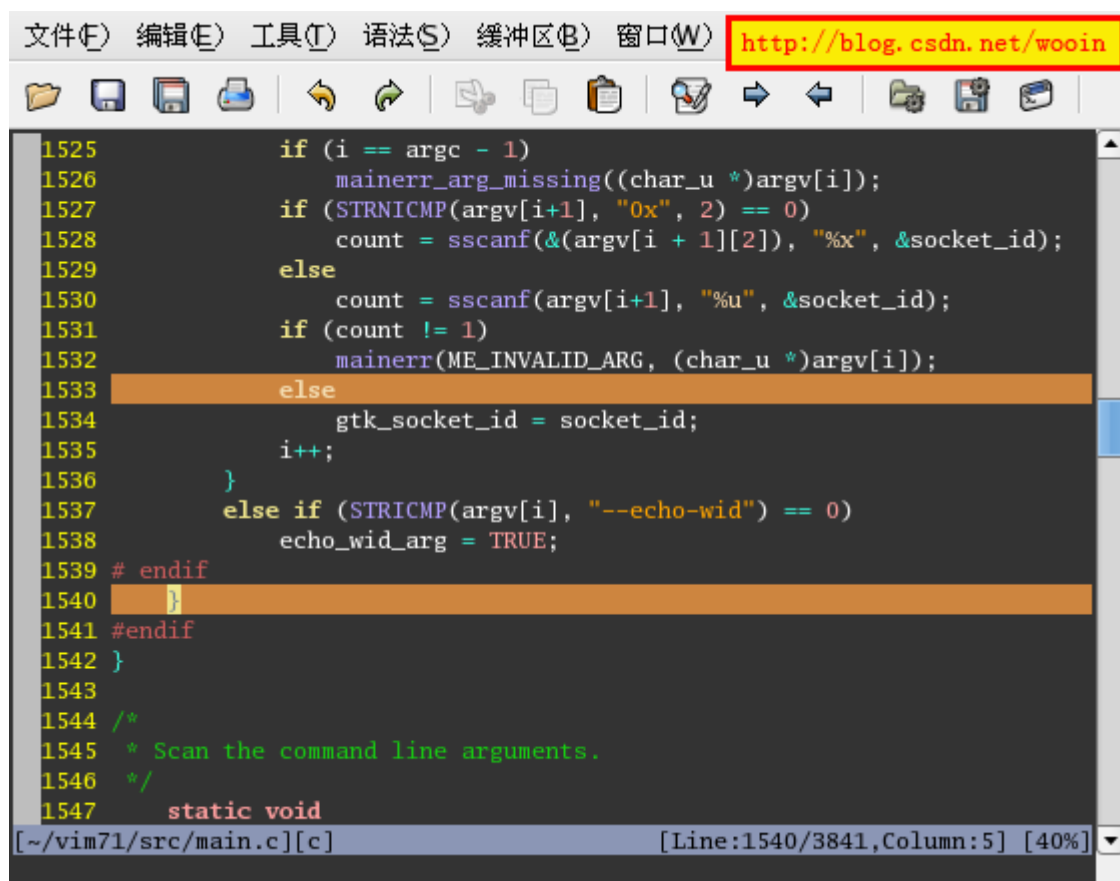 文件(F) 编辑(E) 工具(T) 语法(S) 缓冲区(B) 窗口(W) http://blog.csdn.net/wooin
1525             if (i == argc - 1)
1526                 mainerr_arg_missing((char_u *)argv[i]);
1527             if (STRNICMP(argv[i+1], "0x", 2) == 0)
1528                 count = sscanf(&(argv[i + 1][2]), "%x", &socket_id);
1529             else
1530                 count = sscanf(argv[i+1], "%u", &socket_id);
1531             if (count != 1)
1532                 mainerr(ME_INVALID_ARG, (char_u *)argv[i]);
1533             else
1534                 gtk_socket_id = socket_id;
1535             i++;
1536         }
1537         else if (STRICMP(argv[i], "--echo-wid") == 0)
1538             echo_wid_arg = TRUE;
1539 # endif
1540     }
1541 #endif
1542 }
1543
1544 /*
1545  * Scan the command line arguments.
1546  */
1547     static void
[~/vim71/src/main.c][c] [Line:1540/3841,Column:5] [40%]